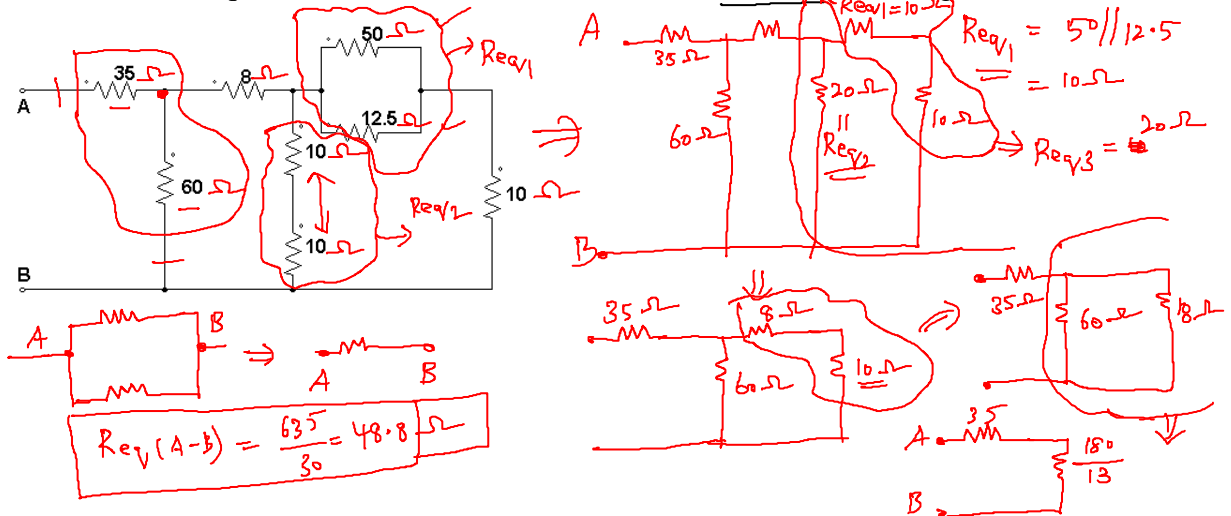 35 Ω
8 Ω
50 Ω
Req1
A
12.5 Ω
10 Ω
60 Ω
10 Ω
Req2
10 Ω
B
⇒
A
35 Ω
Req1 = 10 Ω
Req1 = 50 // 12.5
= 10 Ω
60 Ω
20 Ω
||
Req2
10 Ω
⇒ Req3 = 20 Ω
B
A
B
⇒
A
B
Req (A-B) = 635/30 = 48.8 Ω
35 Ω
8 Ω
60 Ω
10 Ω
⇒
35 Ω
60 Ω
18 Ω
A
35
180/13
B